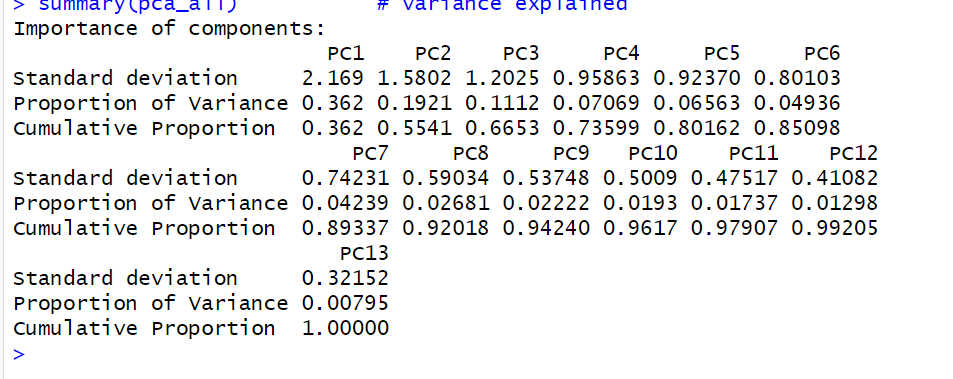 > summary(pca_all)             # variance explained
Importance of components:
                         PC1    PC2    PC3     PC4     PC5     PC6
Standard deviation     2.169 1.5802 1.2025 0.95863 0.92370 0.80103
Proportion of Variance 0.362 0.1921 0.1112 0.07069 0.06563 0.04936
Cumulative Proportion  0.362 0.5541 0.6653 0.73599 0.80162 0.85098
                           PC7     PC8     PC9   PC10    PC11    PC12
Standard deviation     0.74231 0.59034 0.53748 0.5009 0.47517 0.41082
Proportion of Variance 0.04239 0.02681 0.02222 0.0193 0.01737 0.01298
Cumulative Proportion  0.89337 0.92018 0.94240 0.9617 0.97907 0.99205
                          PC13
Standard deviation     0.32152
Proportion of Variance 0.00795
Cumulative Proportion  1.00000
>